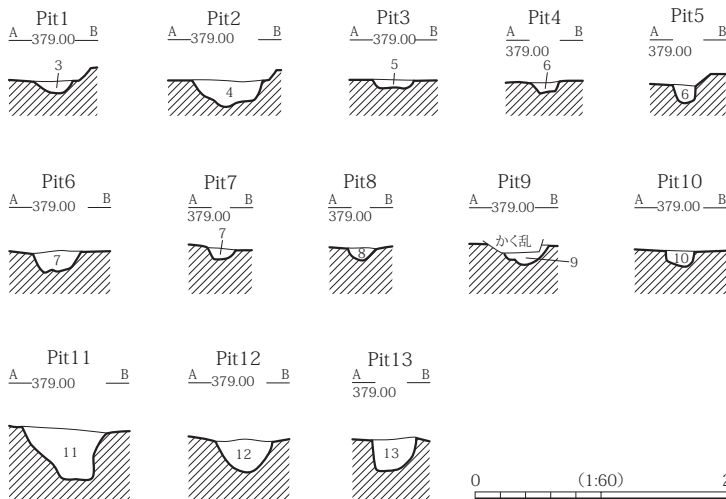 Pit1 Pit2 Pit3 Pit4 Pit5
A 379.00 B A 379.00 B A 379.00 B A B A B
379.00 379.00
3 4 5 6 6
Pit6 Pit7 Pit8 Pit9 Pit10
A 379.00 B A B A B A 379.00 B A 379.00 B
379.00 379.00
7 7 8 かく乱 9 10
Pit11 Pit12 Pit13
A 379.00 B A 379.00 B A B
379.00
11 12 13
0 (1:60) 2